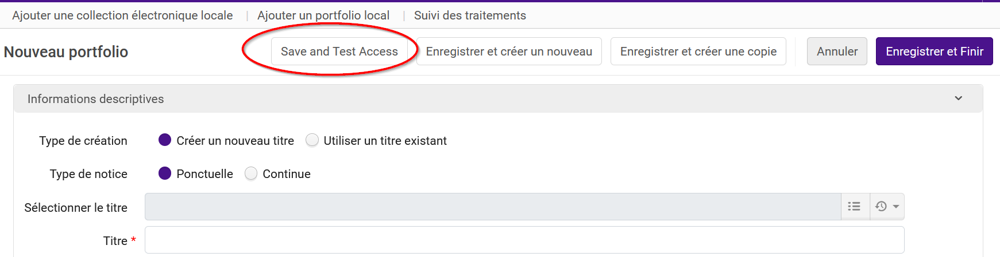 Ajouter une collection électronique locale | Ajouter un portfolio local | Suivi des traitements
Nouveau portfolio Save and Test Access Enregistrer et créer un nouveau Enregistrer et créer une copie Annuler Enregistrer et Finir
Informations descriptives
Type de création Créer un nouveau titre Utiliser un titre existant
Type de notice Ponctuelle Continue
Sélectionner le titre
Titre *